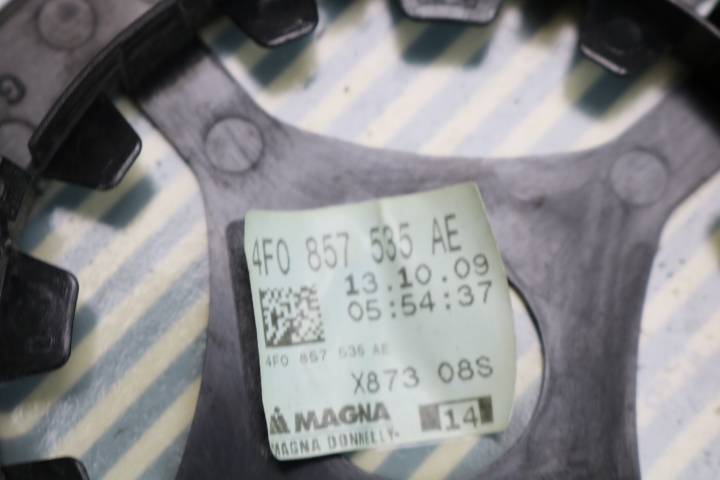 4F0 857 535 AE
13.10.09
05:54:37
4F0 857 535 AE
X873 08S
MAGNA 14
MAGNA DONNELLY